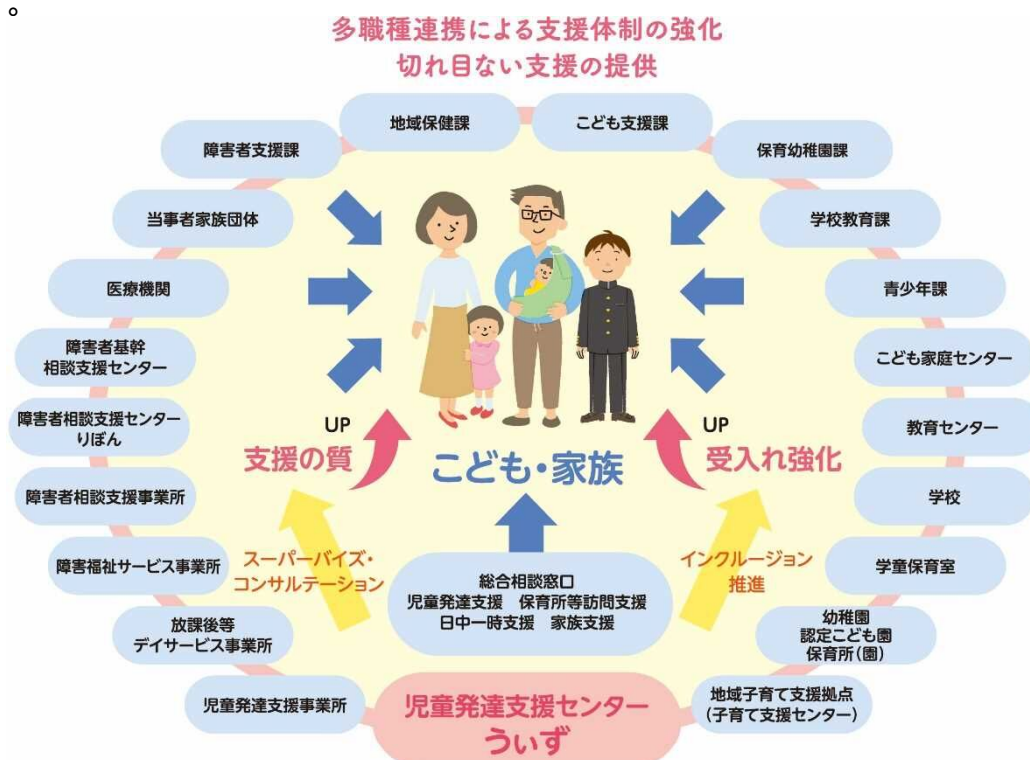 。
多職種連携による支援体制の強化
切れ目ない支援の提供
地域保健課
こども支援課
障害者支援課
保育幼稚園課
当事者家族団体
学校教育課
医療機関
青少年課
障害者基幹
相談支援センター
こども家庭センター
障害者相談支援センター
りぼん
教育センター
UP
支援の質
こども・家族
UP
受入れ強化
障害者相談支援事業所
学校
障害福祉サービス事業所
スーパーバイズ・
コンサルテーション
総合相談窓口
児童発達支援 保育所等訪問支援
日中一時支援 家族支援
インクルージョン
推進
学童保育室
放課後等
デイサービス事業所
幼稚園
認定こども園
保育所(園)
児童発達支援事業所
児童発達支援センター
うぃず
地域子育て支援拠点
(子育て支援センター)